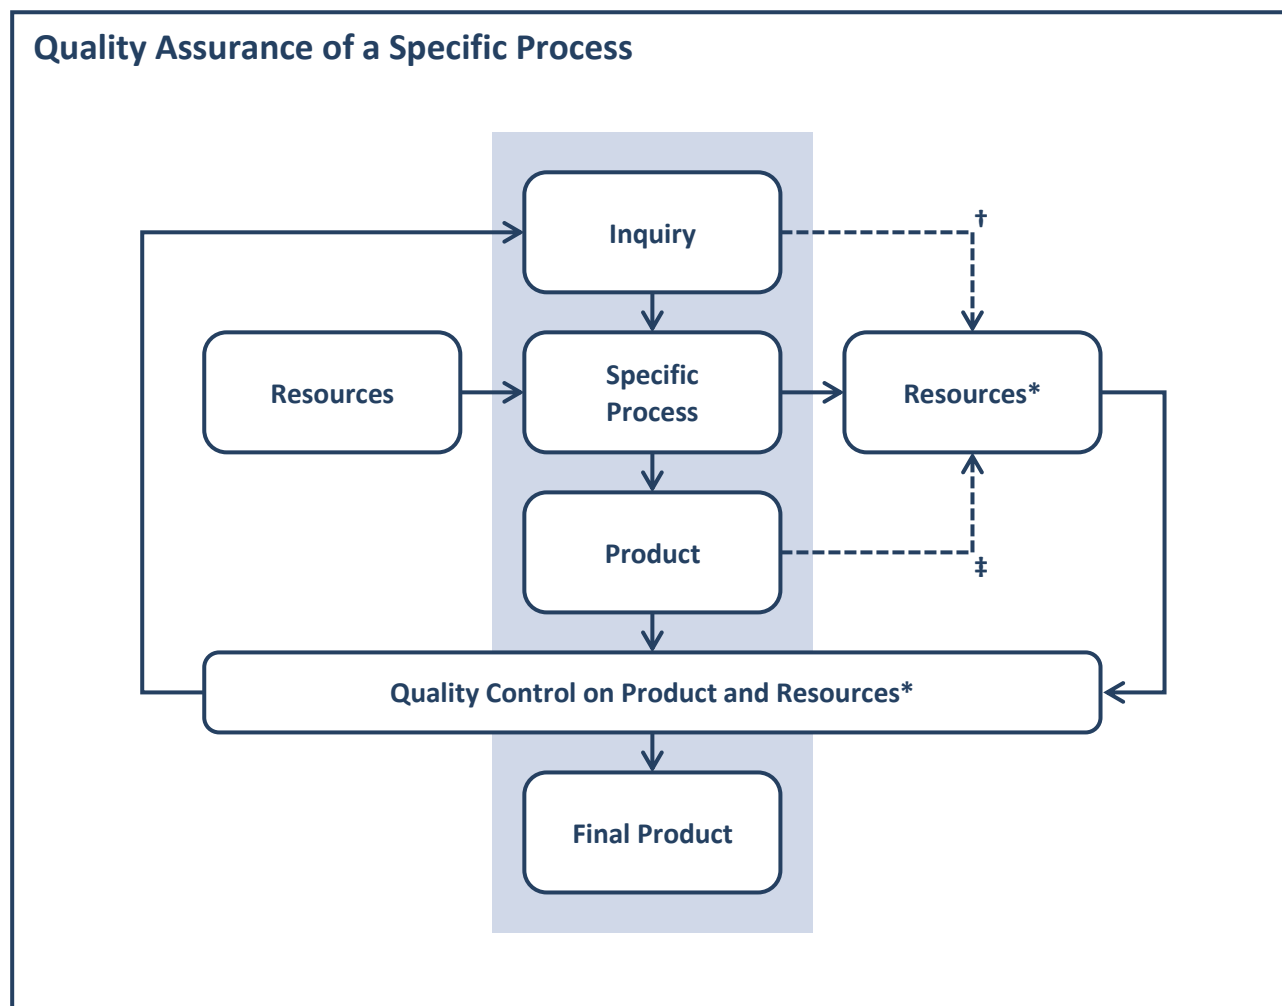 Quality Assurance of a Specific Process
Inquiry
†
Resources
Specific
Process
Resources*
Product
‡
Quality Control on Product and Resources*
Final Product